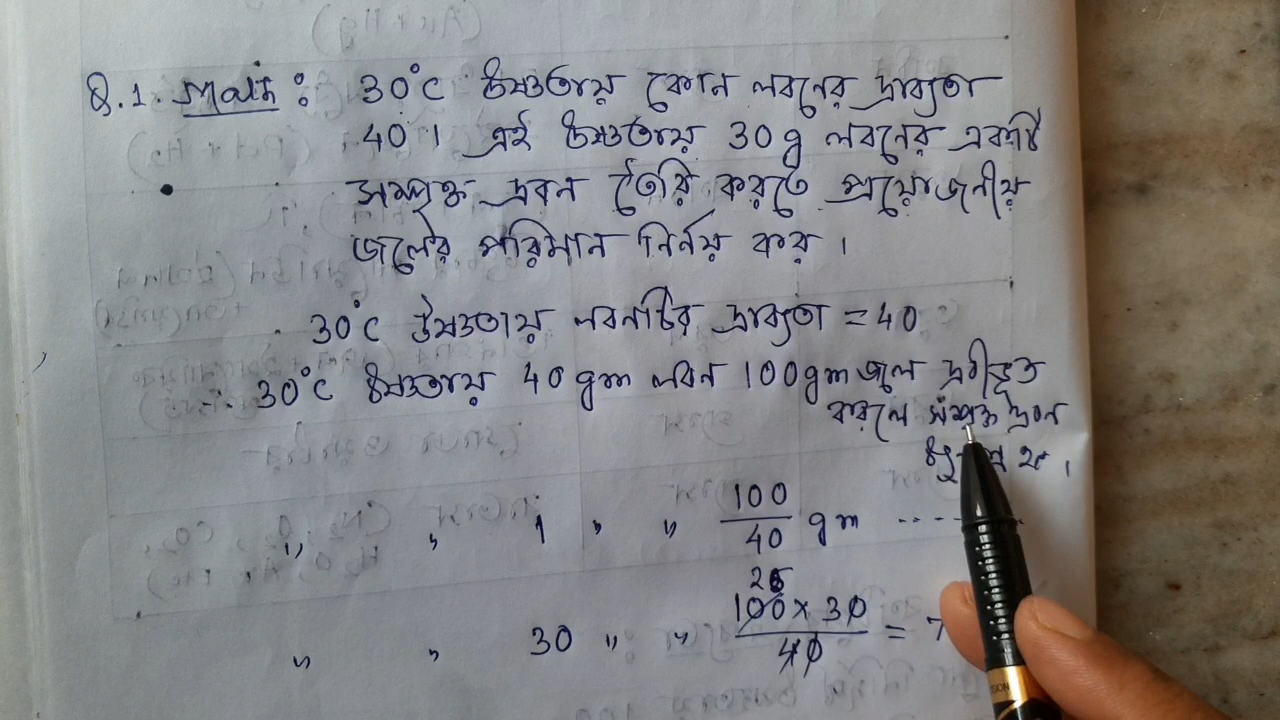 Q.1. Math : 30°C উষ্ণতায় কোন লবনের দ্রাব্যতা
40। এই উষ্ণতায় 30g লবনের একটি
সম্পৃক্ত দ্রবন তৈরি করতে প্রয়োজনীয়
জলের পরিমান নির্নয় কর।
30°C উষ্ণতায় লবনটির দ্রাব্যতা = 40
∴ 30°C উষ্ণতায় 40gm লবন 100gm জলে দ্রবীভূত
করলে সম্পৃক্ত দ্রবন
" " 1 " " 100/40 gm ----
25
" " 30 " " 100 x 30/40 = 7